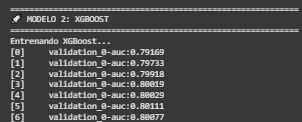 ============================================================
🚀 MODELO 2: XGBOOST
============================================================
Entrenando XGBoost...
[0]	validation_0-auc:0.79169
[1]	validation_0-auc:0.79733
[2]	validation_0-auc:0.79918
[3]	validation_0-auc:0.80019
[4]	validation_0-auc:0.80029
[5]	validation_0-auc:0.80111
[6]	validation_0-auc:0.80077